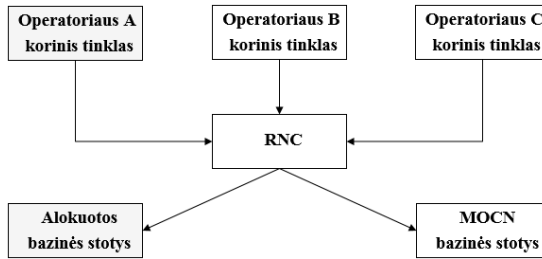 Operatoriaus A
korinis tinklas
Operatoriaus B
korinis tinklas
Operatoriaus C
korinis tinklas
RNC
Alokuotos
bazinės stotys
MOCN
bazinės stotys